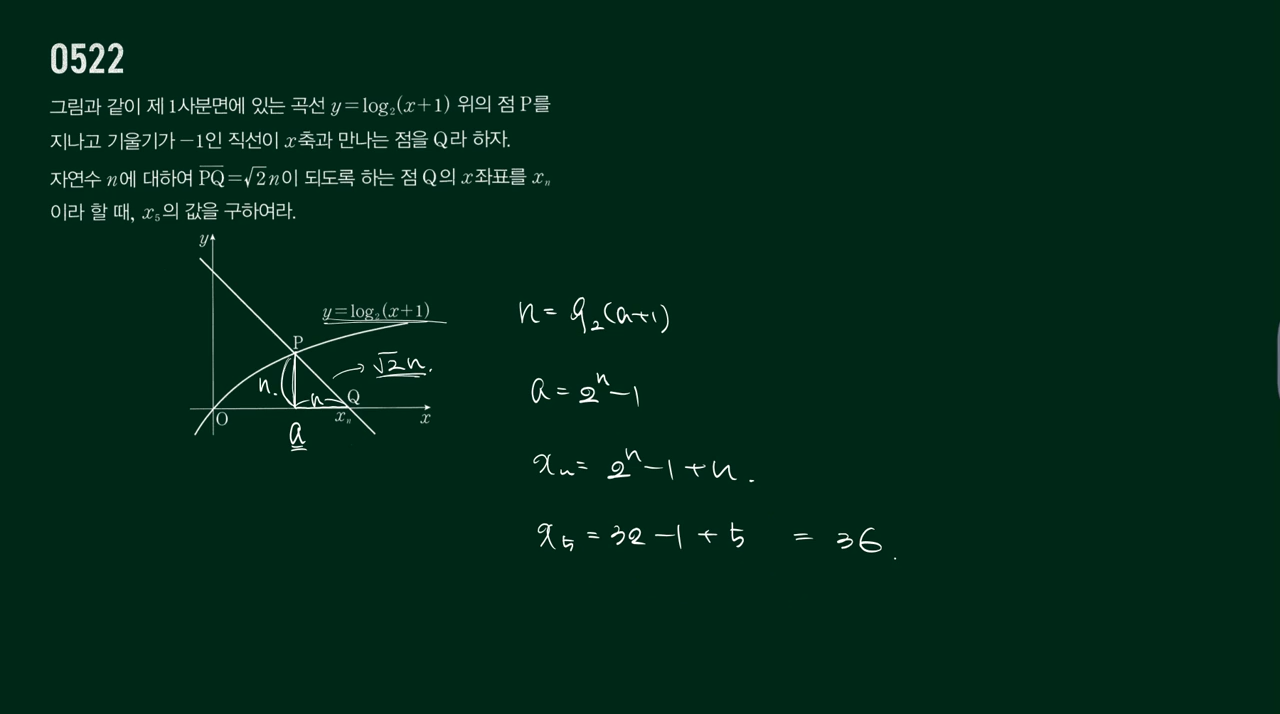 0522
그림과 같이 제1사분면에 있는 곡선 y=log₂(x+1) 위의 점 P를
지나고 기울기가 −1인 직선이 x축과 만나는 점을 Q라 하자.
자연수 n에 대하여 P̅Q̅=√2n이 되도록 하는 점 Q의 x좌표를 xₙ
이라 할 때, x₅의 값을 구하여라.
y
y=log₂(x+1)
P
√2n.
n.
n
Q
O
xₙ
x
a
n = log₂(a+1)
a = 2ⁿ−1
xₙ = 2ⁿ−1+n.
x₅ = 32−1+5 = 36.